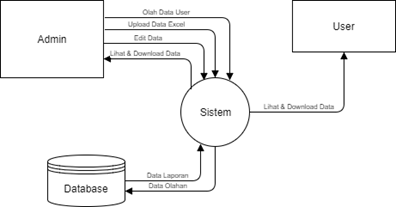 Olah Data User
Upload Data Excel
Edit Data
Lihat & Download Data
Admin
User
Sistem
Lihat & Download Data
Data Laporan
Data Olahan
Database